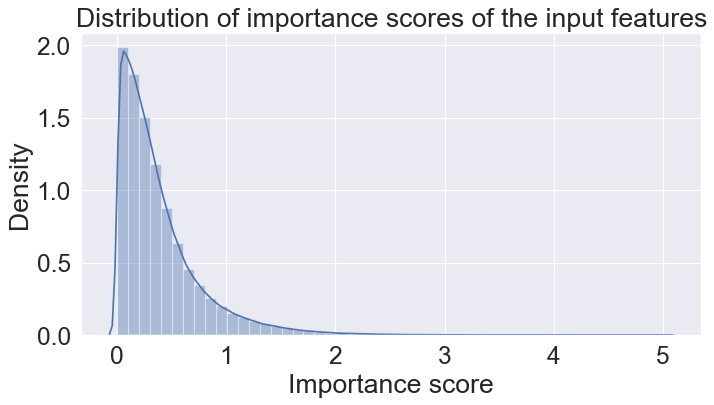 Distribution of importance scores of the input features
Density
2.0
1.5
1.0
0.5
0.0
0 1 2 3 4 5
Importance score